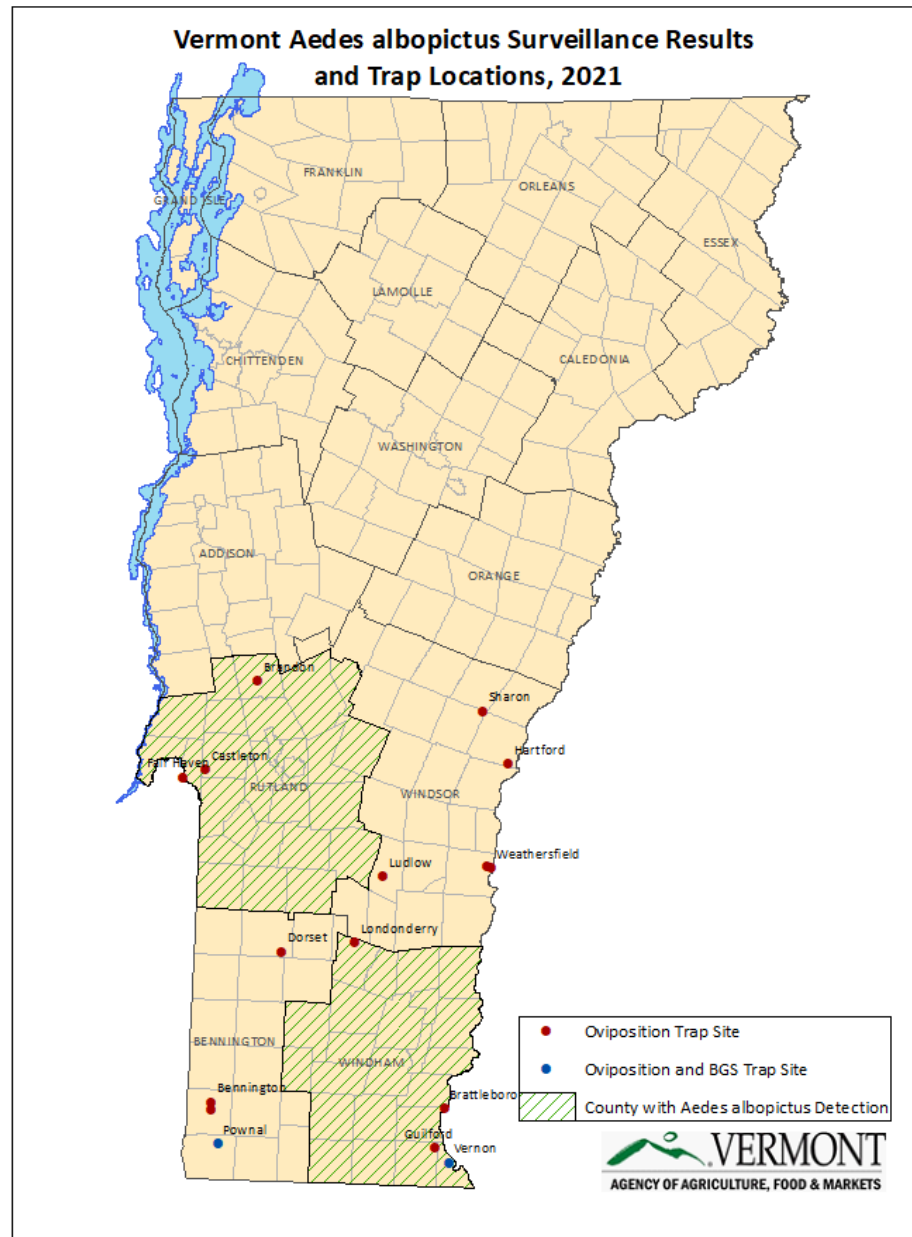 Vermont Aedes albopictus Surveillance Results
and Trap Locations, 2021
FRANKLIN
ORLEANS
GRAND ISLE
ESSEX
LAMOILLE
CHITTENDEN
CALEDONIA
WASHINGTON
ADDISON
ORANGE
Brandon
Sharon
Hartford
Fair Haven
Castleton
RUTLAND
WINDSOR
Weathersfield
Ludlow
Londonderry
Dorset
BENNINGTON
WINDHAM
Bennington
Brattleboro
Pownal
Guilford
Vernon
Oviposition Trap Site
Oviposition and BGS Trap Site
County with Aedes albopictus Detection
VERMONT
AGENCY OF AGRICULTURE, FOOD & MARKETS